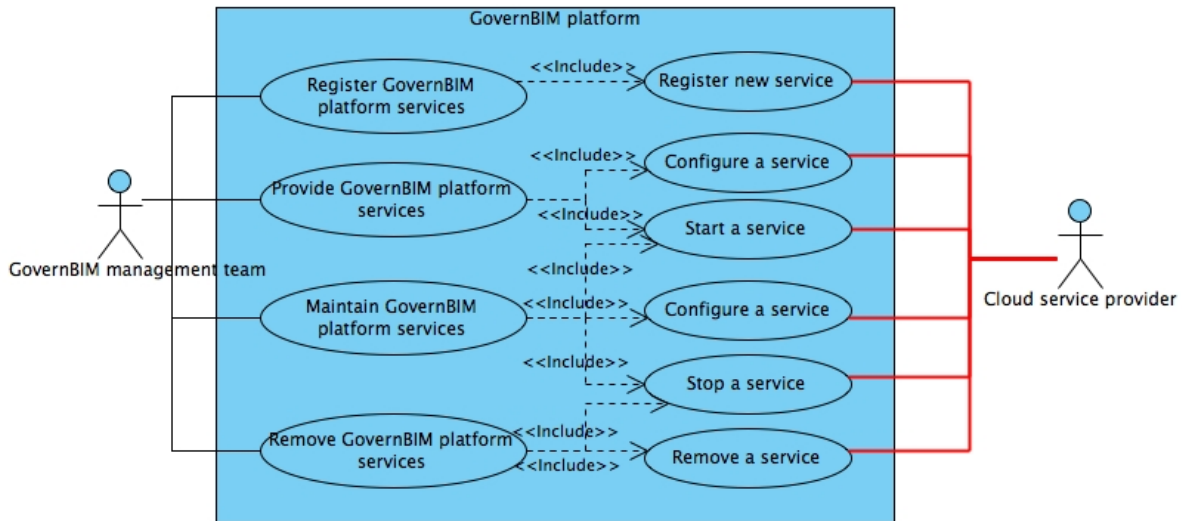 GovernBIM platform
<<Include>>
Register GovernBIM
platform services
Register new service
<<Include>>
Configure a service
Provide GovernBIM platform
services
<<Include>>
Start a service
GovernBIM management team
<<Include>>
Cloud service provider
Maintain GovernBIM
platform services
<<Include>>
Configure a service
<<Include>>
Stop a service
Remove GovernBIM platform
services
<<Include>>
<<Include>>
Remove a service